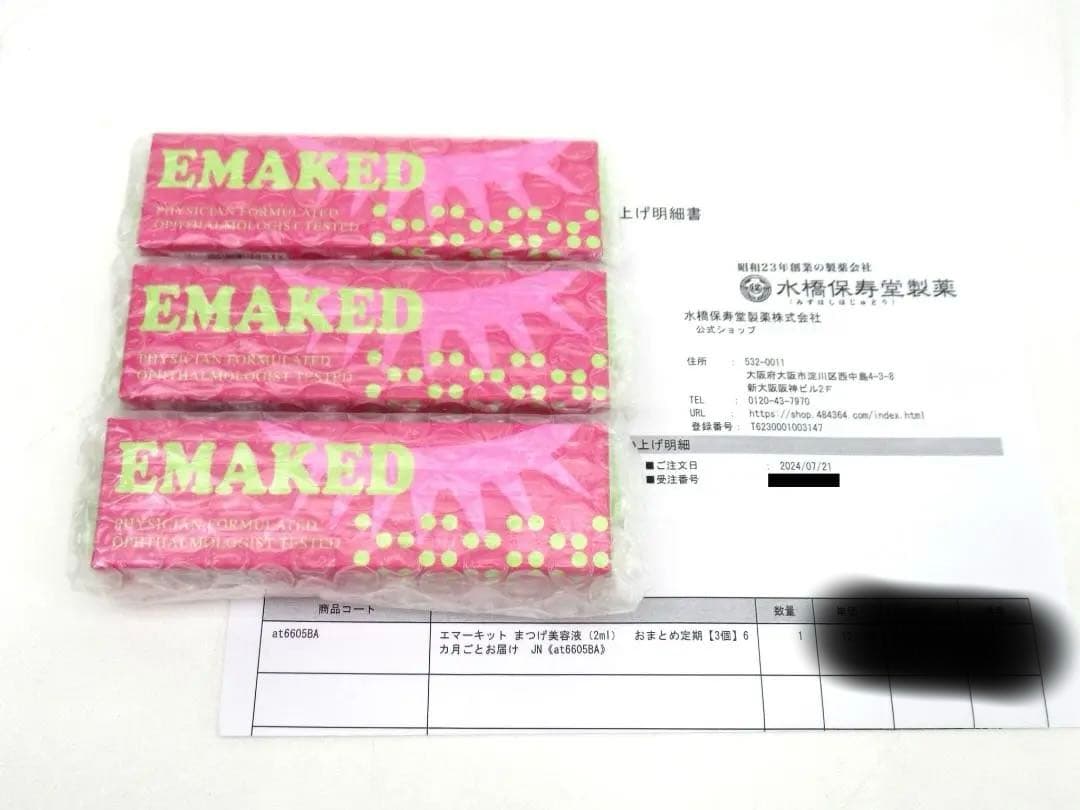 EMAKED
PHYSICIAN FORMULATED
OPHTHALMOLOGIST TESTED
EMAKED
PHYSICIAN FORMULATED
OPHTHALMOLOGIST TESTED
EMAKED
PHYSICIAN FORMULATED
OPHTHALMOLOGIST TESTED
上げ明細書
昭和23年創業の製薬会社
水橋保寿堂製薬
(みずはしほじゅどう)
水橋保寿堂製薬株式会社
公式ショップ
住所 : 532-0011
大阪府大阪市淀川区西中島4-3-8
新大阪阪神ビル2F
TEL : 0120-43-7970
URL : https://shop.484364.com/index.html
登録番号: T6230001003147
い上げ明細
■ご注文日 : 2024/07/21
■受注番号
商品コート 数量
at6605BA エマーキット まつげ美容液 (2ml) おまとめ定期【3個】6 1
カ月ごとお届け JN《at6605BA》